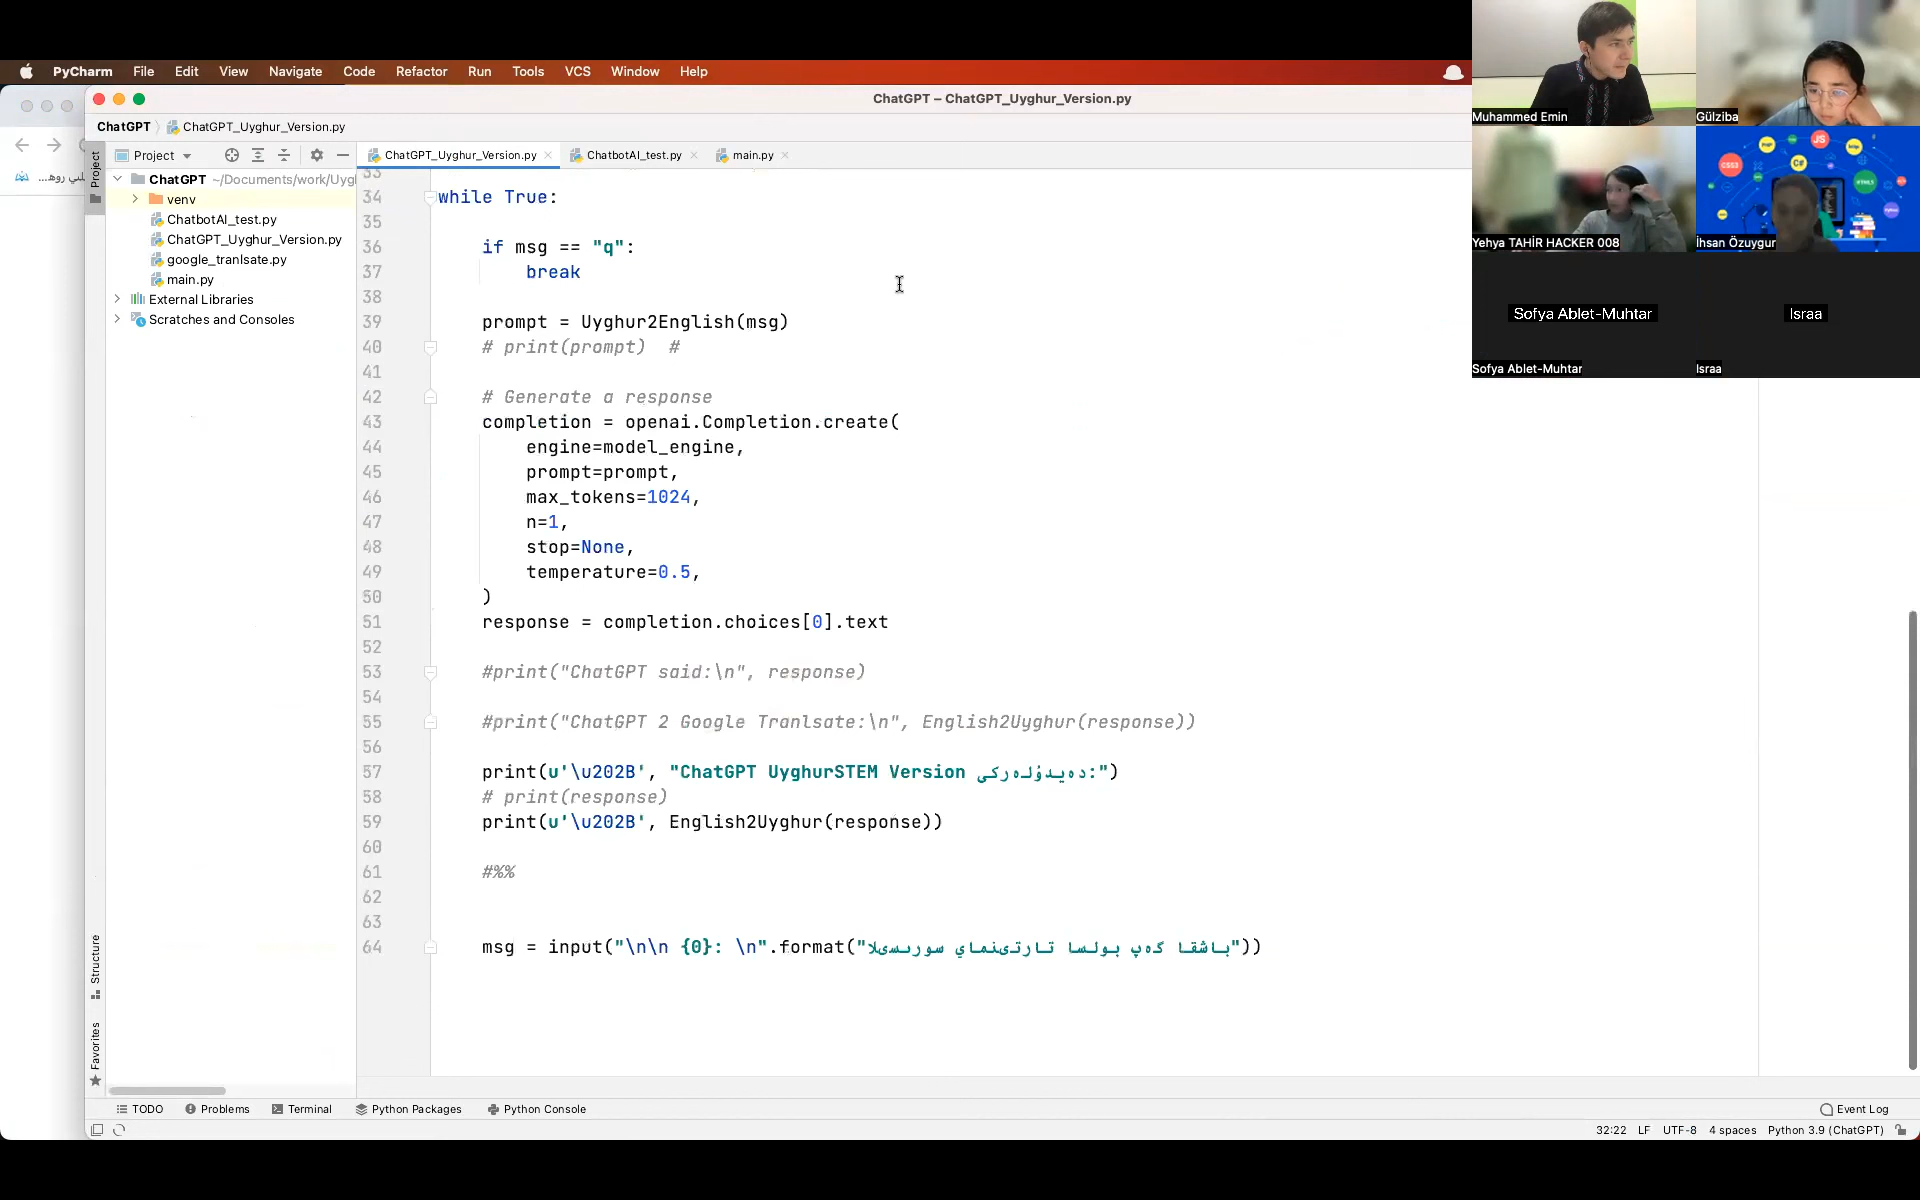 PyCharm File Edit View Navigate Code Refactor Run Tools VCS Window Help
ChatGPT – ChatGPT_Uyghur_Version.py
ChatGPT ChatGPT_Uyghur_Version.py
Project
ChatGPT_Uyghur_Version.py ChatbotAI_test.py main.py
Project
ChatGPT ~/Documents/work/Uygl
venv
ChatbotAI_test.py
ChatGPT_Uyghur_Version.py
google_tranlsate.py
main.py
External Libraries
Scratches and Consoles
33
34 while True:
35
36 if msg == "q":
37 break
38
39 prompt = Uyghur2English(msg)
40 # print(prompt) #
41
42 # Generate a response
43 completion = openai.Completion.create(
44 engine=model_engine,
45 prompt=prompt,
46 max_tokens=1024,
47 n=1,
48 stop=None,
49 temperature=0.5,
50 )
51 response = completion.choices[0].text
52
53 #print("ChatGPT said:\n", response)
54
55 #print("ChatGPT 2 Google Tranlsate:\n", English2Uyghur(response))
56
57 print(u'\u202B', "ChatGPT UyghurSTEM Version دەيدۇلەركى:")
58 # print(response)
59 print(u'\u202B', English2Uyghur(response))
60
61 #%%
62
63
64 msg = input("\n\n {0}: \n".format("باشقا گەپ بولسا تارتىنماي سورىسىلا"))
Structure
Favorites
TODO Problems Terminal Python Packages Python Console Event Log
32:22 LF UTF-8 4 spaces Python 3.9 (ChatGPT)
Muhammed Emin
Gülziba
Yehya TAHİR HACKER 008
İhsan Özuygur
Sofya Ablet-Muhtar
Israa
Sofya Ablet-Muhtar
Israa